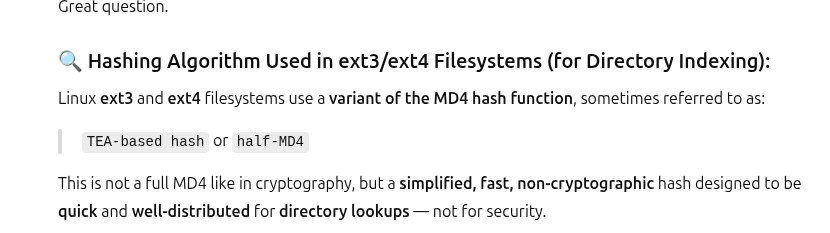 Great question.
🔍 Hashing Algorithm Used in ext3/ext4 Filesystems (for Directory Indexing):
Linux ext3 and ext4 filesystems use a variant of the MD4 hash function, sometimes referred to as:
TEA-based hash or half-MD4
This is not a full MD4 like in cryptography, but a simplified, fast, non-cryptographic hash designed to be
quick and well-distributed for directory lookups — not for security.